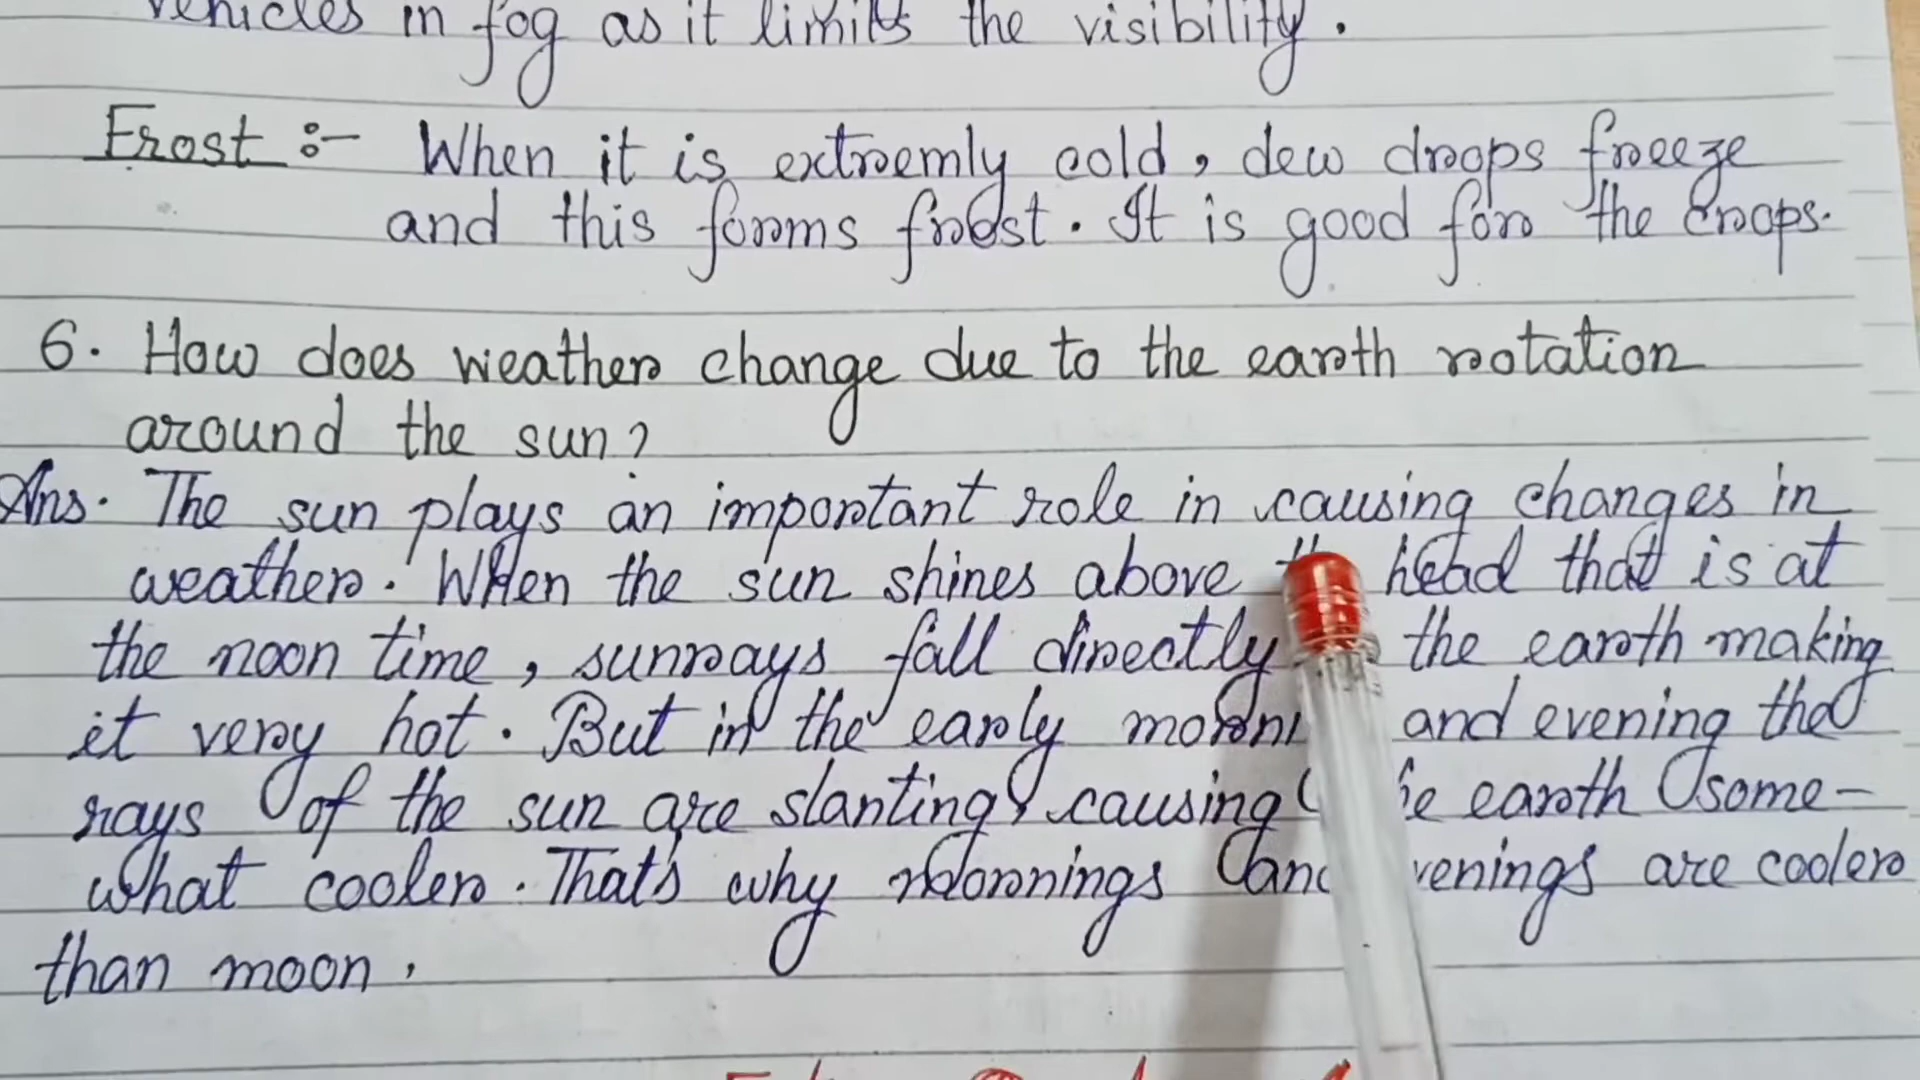 vehicles in fog as it limits the visibility.
Frost :- When it is extremly cold, dew drops freeze
and this forms frost. It is good for the crops.
6. How does weather change due to the earth rotation
around the sun?
Ans. The sun plays an important role in causing changes in
weather. When the sun shines above head that is at
the noon time, sunrays fall directly the earth making
it very hot. But in the early and evening the
rays of the sun are slanting, causing earth some-
what cooler. That's why mornings are cooler
than moon.